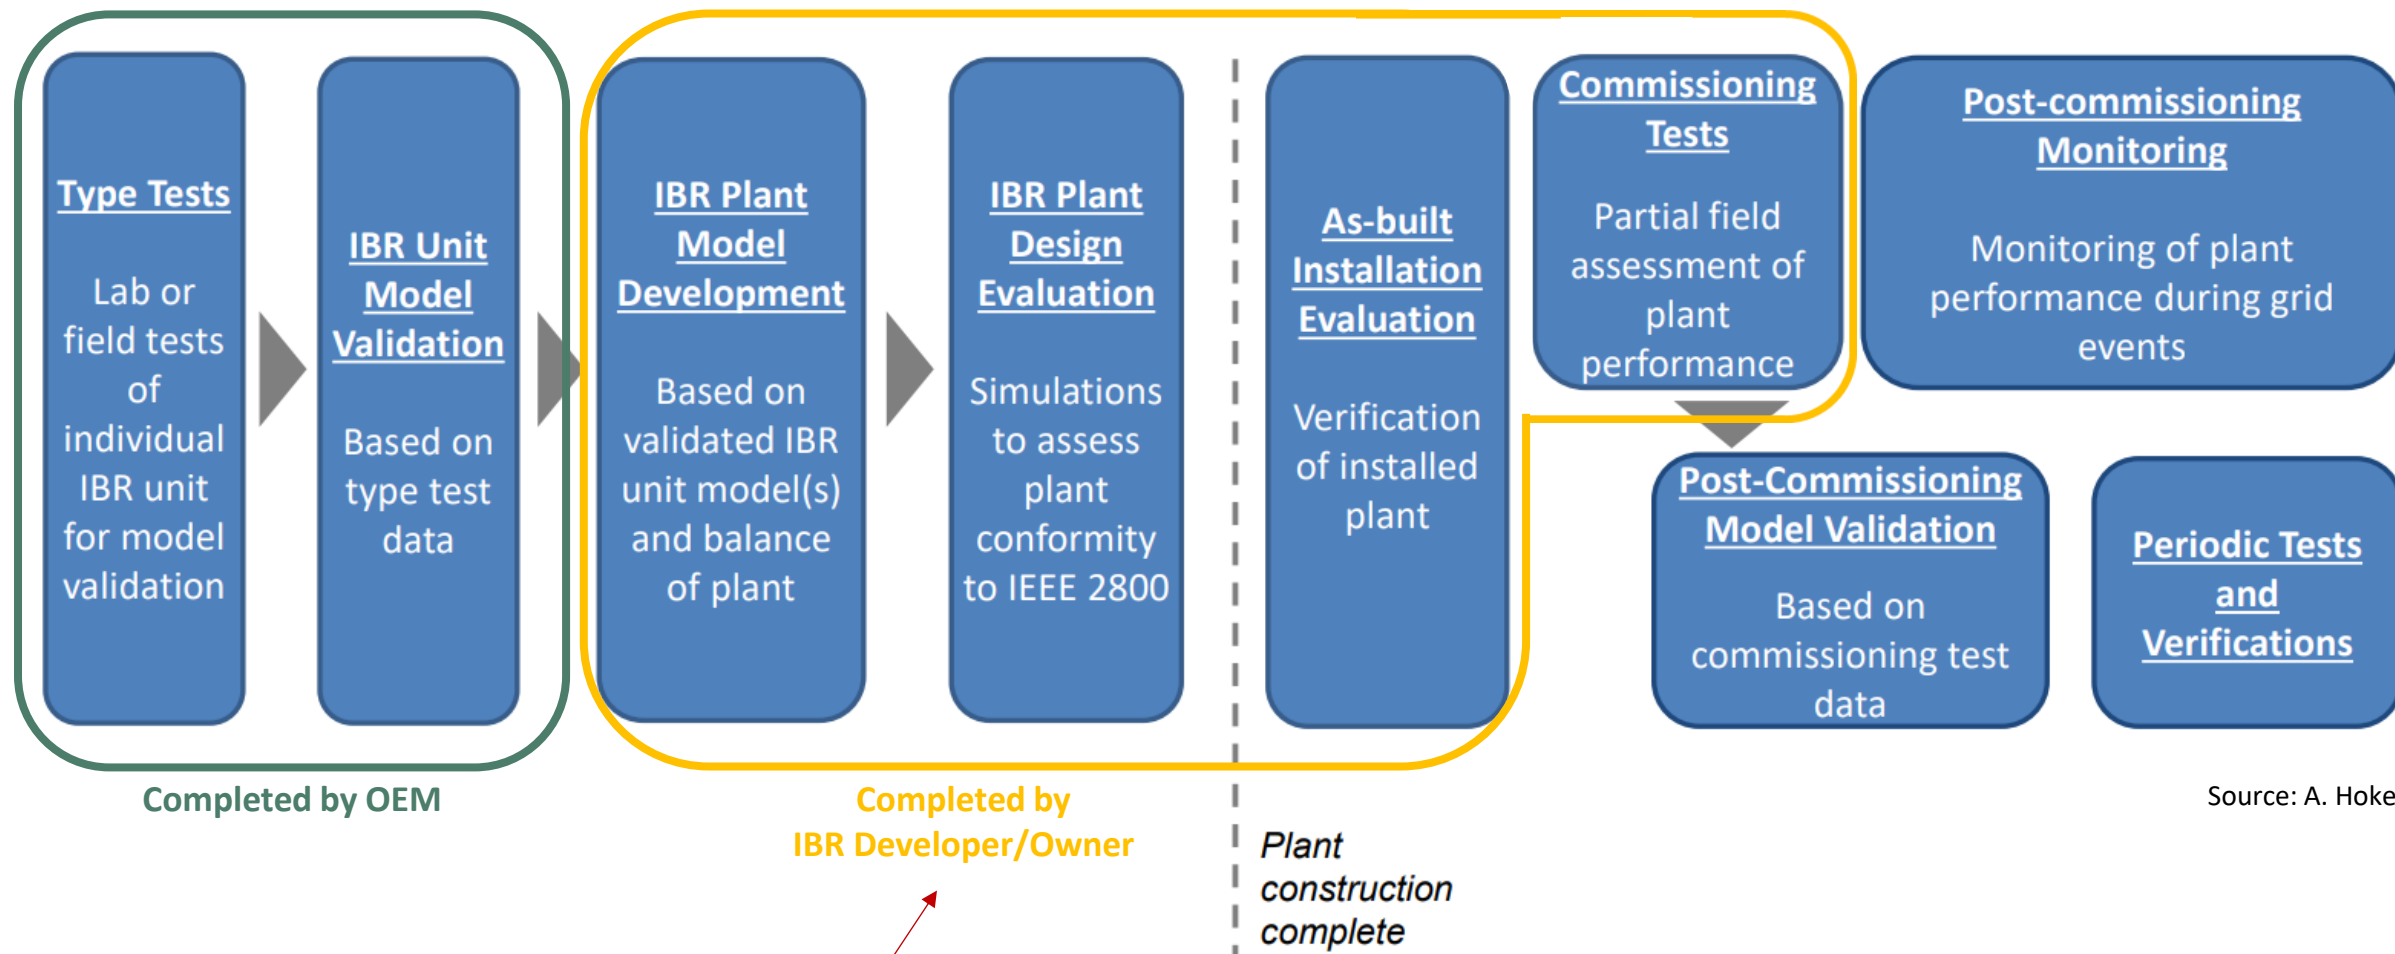 Type Tests
Lab or
field tests
of
individual
IBR unit
for model
validation
IBR Unit
Model
Validation
Based on
type test
data
IBR Plant
Model
Development
Based on
validated IBR
unit model(s)
and balance
of plant
IBR Plant
Design
Evaluation
Simulations
to assess
plant
conformity
to IEEE 2800
As-built
Installation
Evaluation
Verification
of installed
plant
Commissioning
Tests
Partial field
assessment of
plant
performance
Post-commissioning
Monitoring
Monitoring of plant
performance during grid
events
Post-Commissioning
Model Validation
Based on
commissioning test
data
Periodic Tests
and
Verifications
Completed by OEM
Completed by
IBR Developer/Owner
Plant
construction
complete
Source: A. Hoke